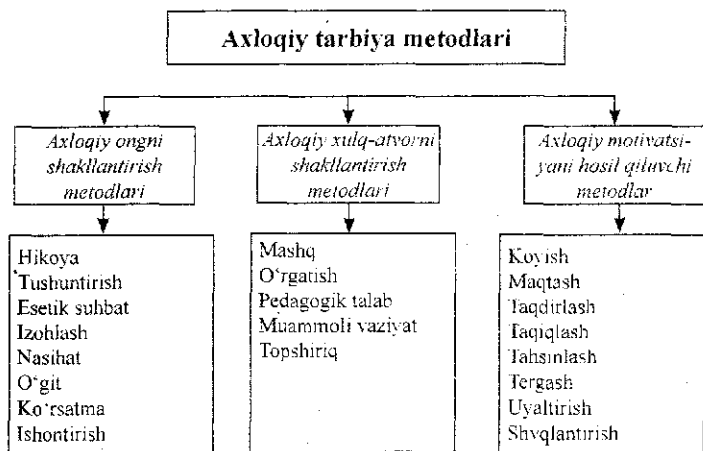 Axloqiy tarbiya metodlari
Axloqiy ongni
shakllantirish
metodlari
Axloqiy xulq-atvorni
shakllantirish
metodlari
Axloqiy motivatsi-
yani hosil qiluvchi
metodlar
Hikoya
Tushuntirish
Esetik suhbat
Izohlash
Nasihat
O‘git
Ko‘rsatma
Ishontirish
Mashq
O‘rgatish
Pedagogik talab
Muammoli vaziyat
Topshiriq
Koyish
Maqtash
Taqdirlash
Taqiqlash
Tahsinlash
Tergash
Uyaltirish
Shvqlantirish